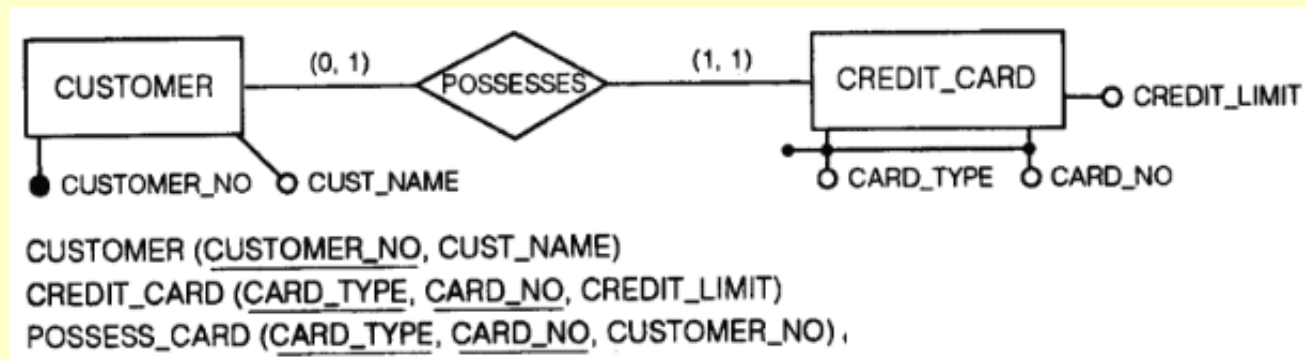 (0, 1)
(1, 1)
CUSTOMER
POSSESSES
CREDIT_CARD
CREDIT_LIMIT
CUSTOMER_NO
CUST_NAME
CARD_TYPE
CARD_NO
CUSTOMER (CUSTOMER_NO, CUST_NAME)
CREDIT_CARD (CARD_TYPE, CARD_NO, CREDIT_LIMIT)
POSSESS_CARD (CARD_TYPE, CARD_NO, CUSTOMER_NO) .